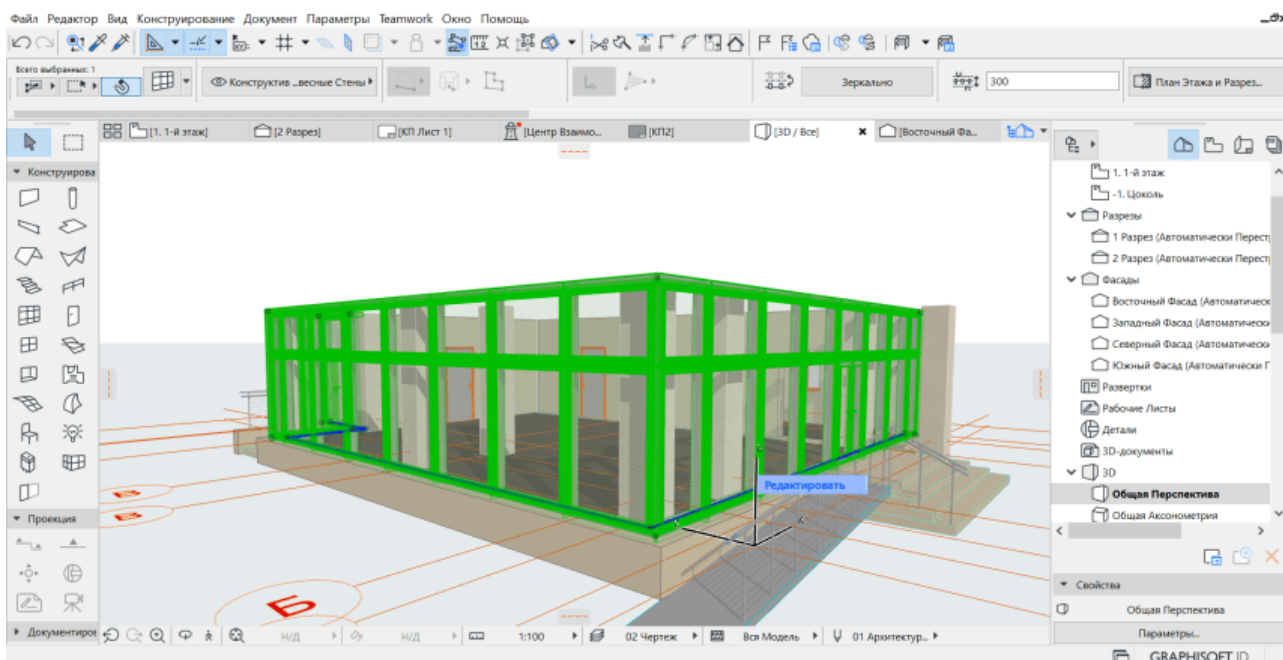 Файл Редактор Вид Конструирование Документ Параметры Teamwork Окно Помощь
Всего выбранных: 1
Конструктив ...весные Стены
Зеркально
300
План Этажа и Разрез...
[1. 1-й этаж]
[2 Разрез]
[КП Лист 1]
[Центр Взаимо...
[КП2]
[3D / Все]
[Восточный Фа...
Конструирова
Проекция
Документирос
1. 1-й этаж
-1. Цоколь
Разрезы
1 Разрез (Автоматически Перест
2 Разрез (Автоматически Перест
Фасады
Восточный Фасад (Автоматическ
Западный Фасад (Автоматически
Северный Фасад (Автоматически
Южный Фасад (Автоматически П
Развертки
Рабочие Листы
Детали
3D-документы
3D
Общая Перспектива
Общая Аксонометрия
Редактировать
В
В
Б
Свойства
Общая Перспектива
Параметры...
Н/Д
Н/Д
1:100
02 Чертеж
Вся Модель
01 Архитектур...
GRAPHISOFT ID